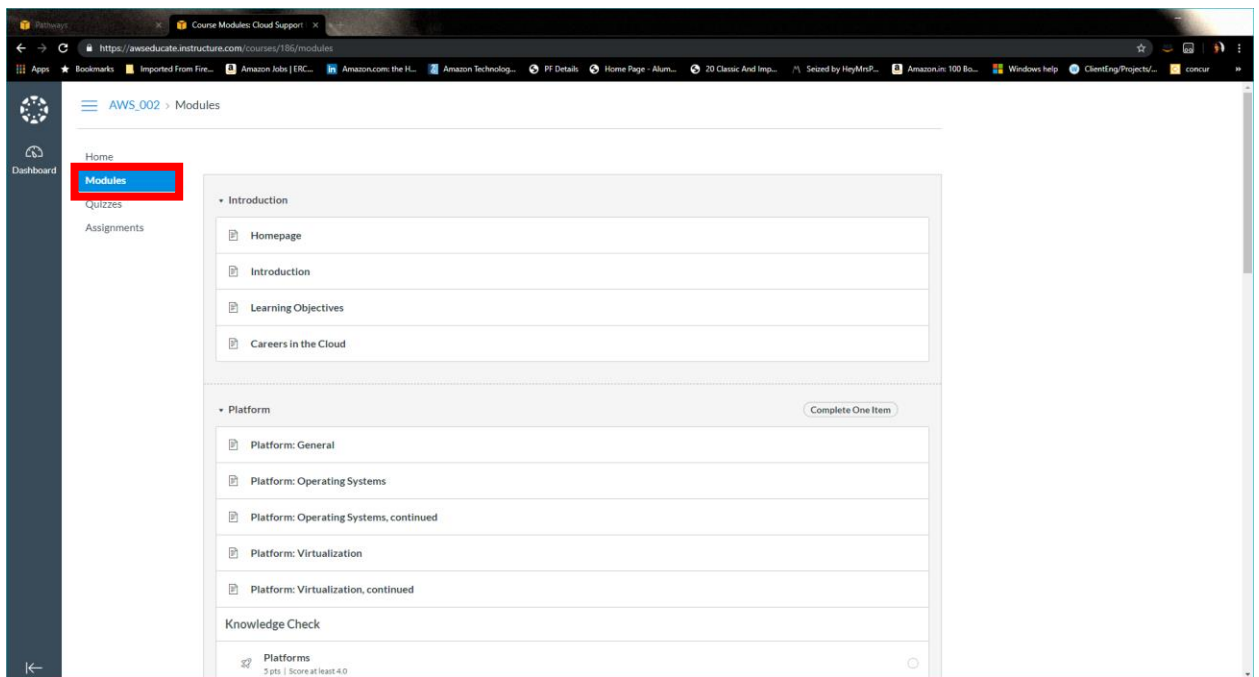 Pathways
Course Modules: Cloud Support
https://awseducate.instructure.com/courses/186/modules
Apps Bookmarks Imported From Fire... Amazon Jobs | ERC... Amazon.com: the H... Amazon Technolog... PF Details Home Page - Alum... 20 Classic And Imp... Seized by HeyMrsP... Amazon.in: 100 Bo... Windows help ClientEng/Projects/... concur »
AWS_002 > Modules
Dashboard
Home
Modules
Quizzes
Assignments
Introduction
Homepage
Introduction
Learning Objectives
Careers in the Cloud
Platform Complete One Item
Platform: General
Platform: Operating Systems
Platform: Operating Systems, continued
Platform: Virtualization
Platform: Virtualization, continued
Knowledge Check
Platforms
5 pts | Score at least 4.0